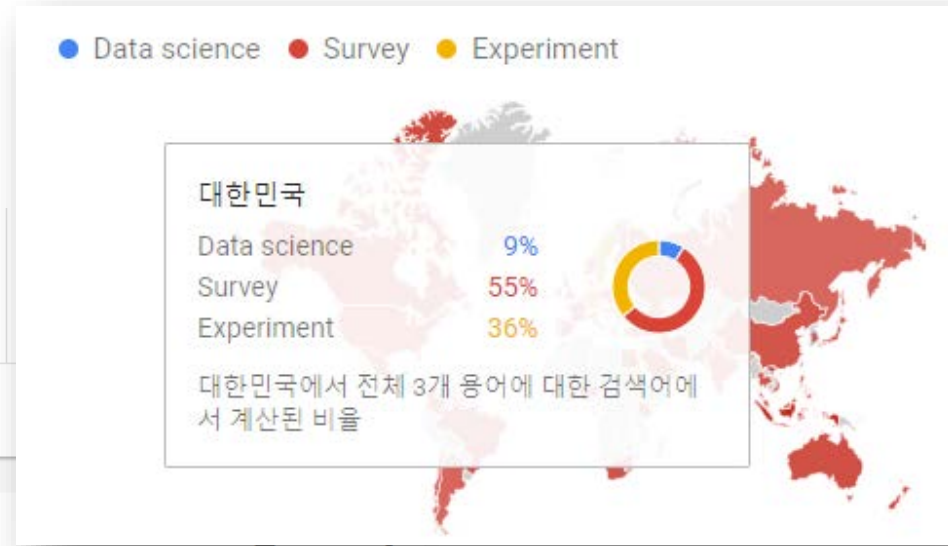 Data science Survey Experiment
대한민국
Data science 9%
Survey 55%
Experiment 36%
대한민국에서 전체 3개 용어에 대한 검색어에
서 계산된 비율